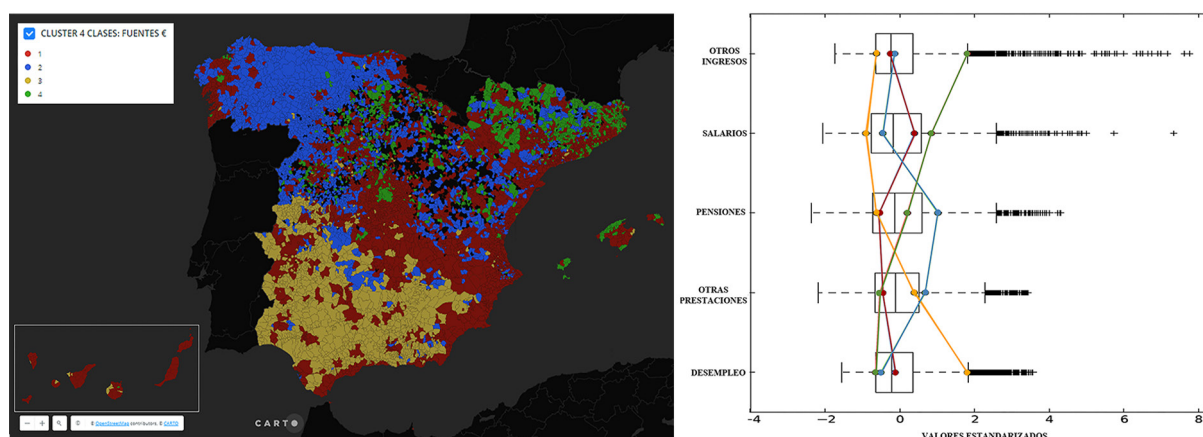 CLUSTER 4 CLASES: FUENTES €
1
2
3
4
© OpenStreetMap contributors, © CARTO
CARTO
OTROS
INGRESOS
SALARIOS
PENSIONES
OTRAS
PRESTACIONES
DESEMPLEO
-4 -2 0 2 4 6 8
VALORES ESTANDARIZADOS